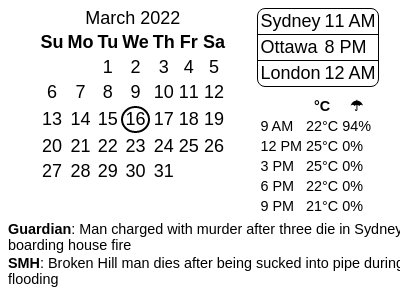 March 2022
Su Mo Tu We Th Fr Sa
1 2 3 4 5
6 7 8 9 10 11 12
13 14 15 16 17 18 19
20 21 22 23 24 25 26
27 28 29 30 31
Sydney 11 AM
Ottawa 8 PM
London 12 AM
°C ☂
9 AM 22°C 94%
12 PM 25°C 0%
3 PM 25°C 0%
6 PM 22°C 0%
9 PM 21°C 0%
Guardian: Man charged with murder after three die in Sydney
boarding house fire
SMH: Broken Hill man dies after being sucked into pipe during
flooding